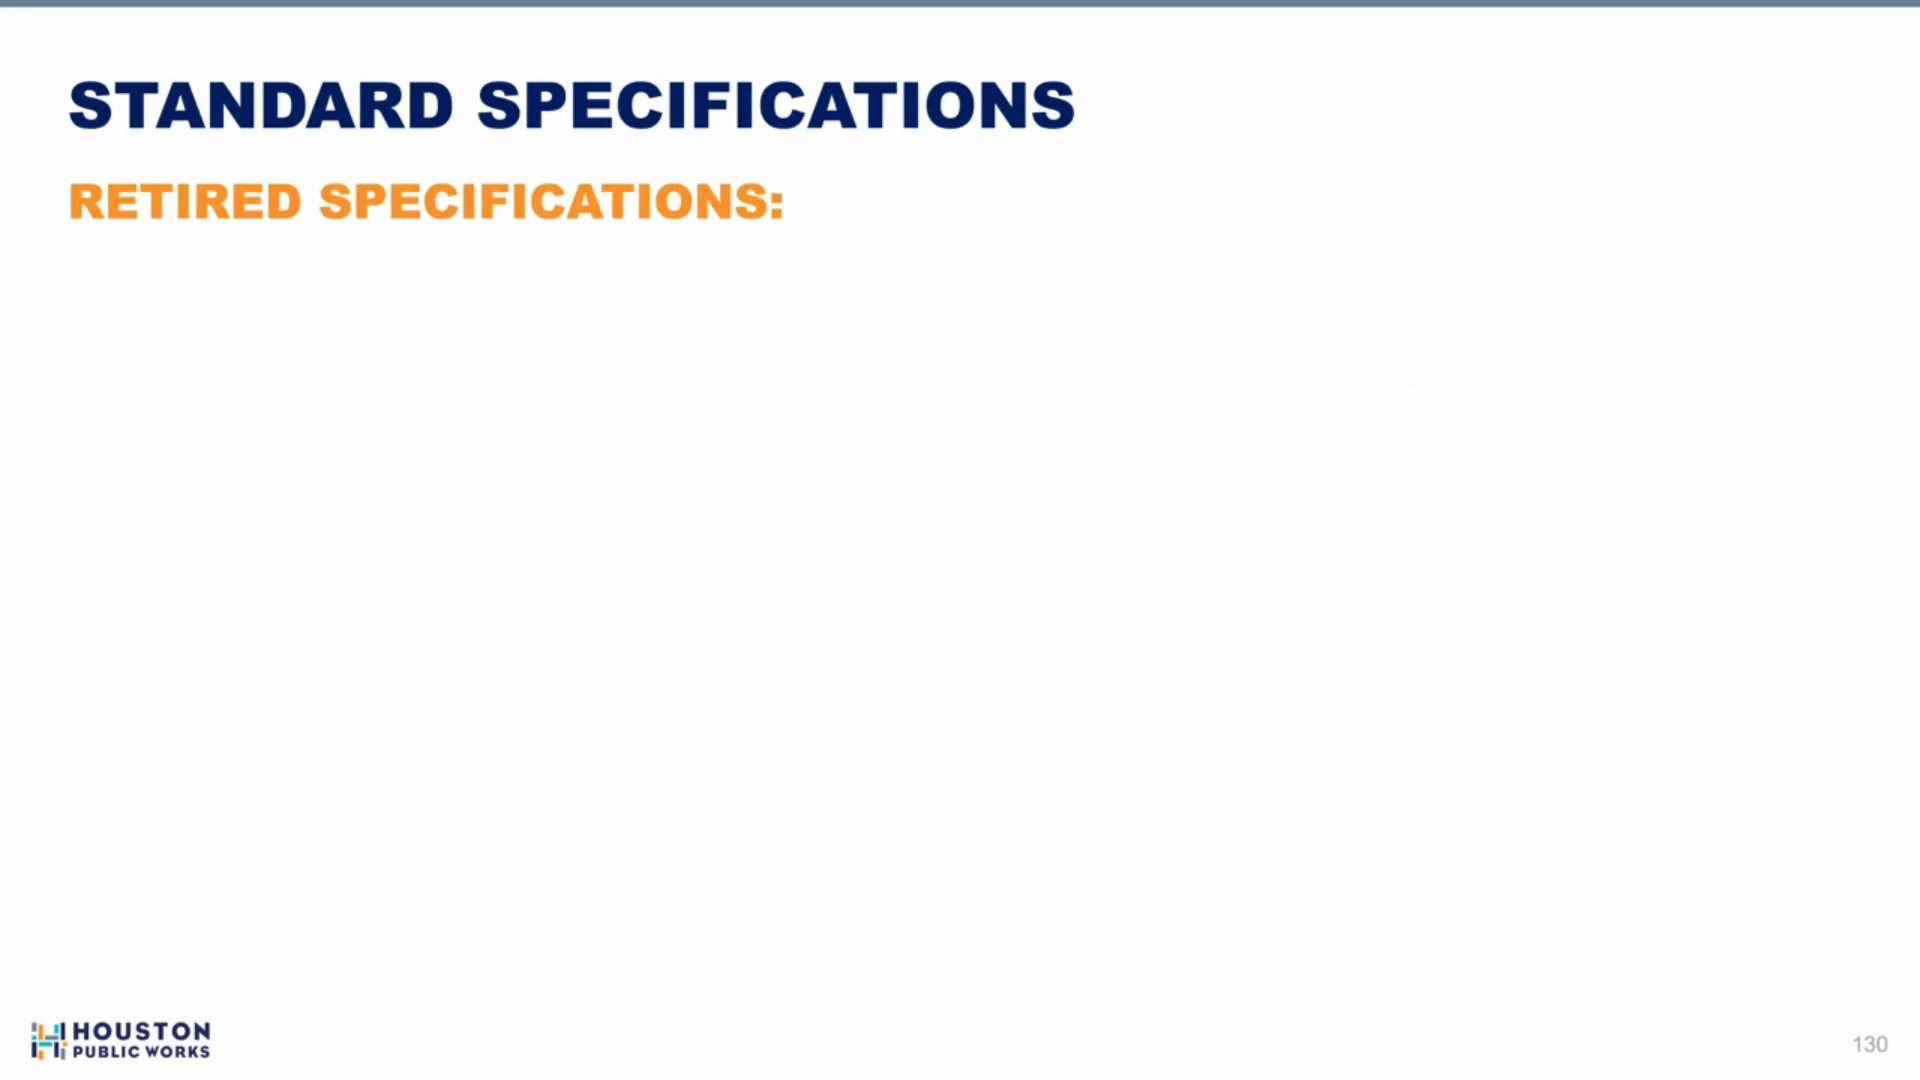 STANDARD SPECIFICATIONS
RETIRED SPECIFICATIONS:
HOUSTON
PUBLIC WORKS
130